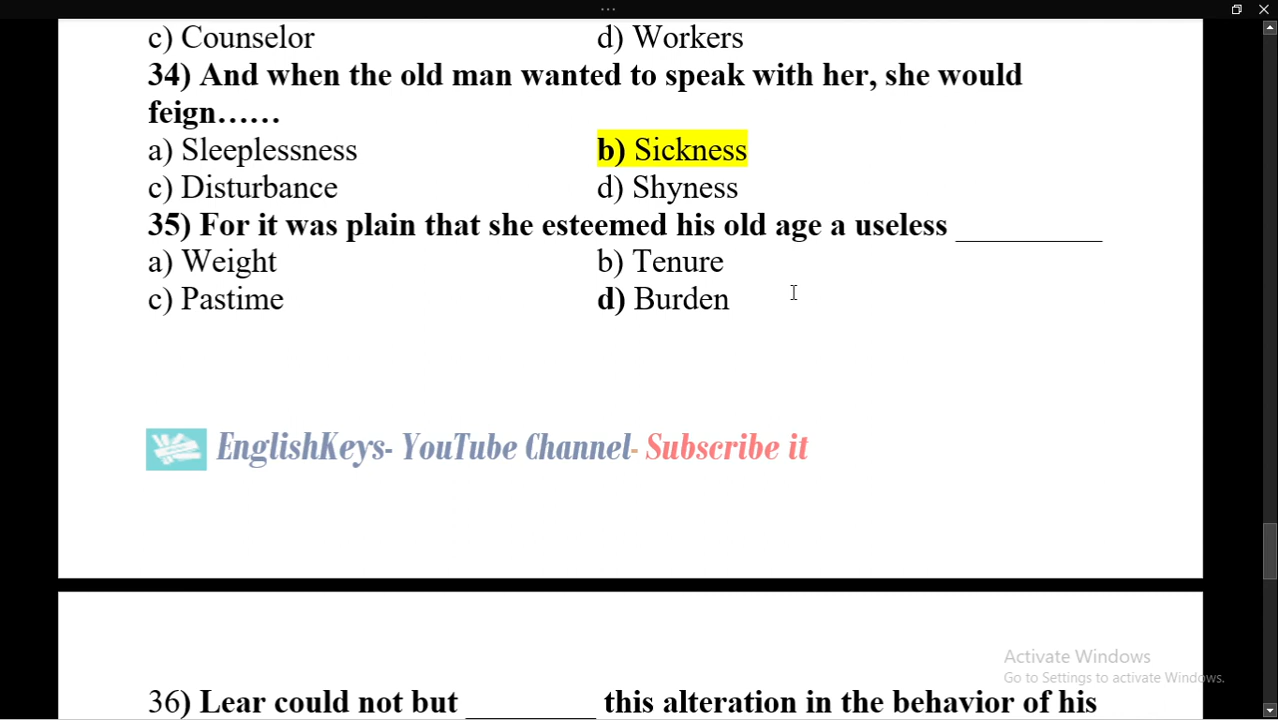 c) Counselor d) Workers
34) And when the old man wanted to speak with her, she would
feign……
a) Sleeplessness b) Sickness
c) Disturbance d) Shyness
35) For it was plain that she esteemed his old age a useless __________
a) Weight b) Tenure
c) Pastime d) Burden
EnglishKeys- YouTube Channel- Subscribe it
Activate Windows
Go to Settings to activate Windows.
36) Lear could not but _________ this alteration in the behavior of his